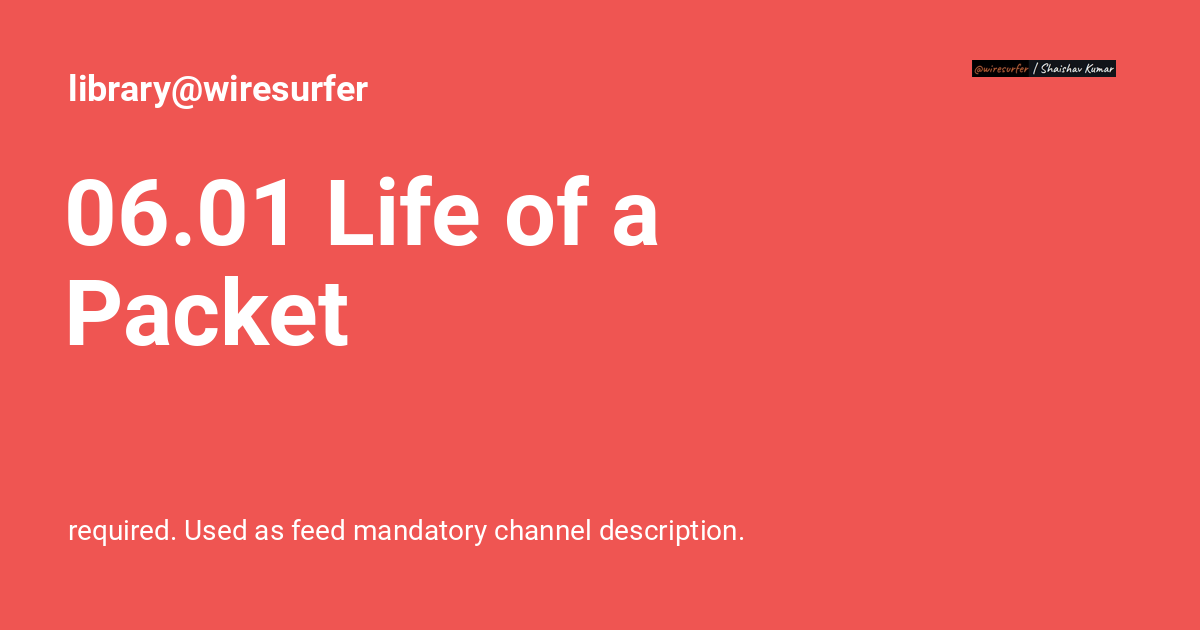 library@wiresurfer
@wiresurfer | Shaishav Kumar
06.01 Life of a
Packet
required. Used as feed mandatory channel description.